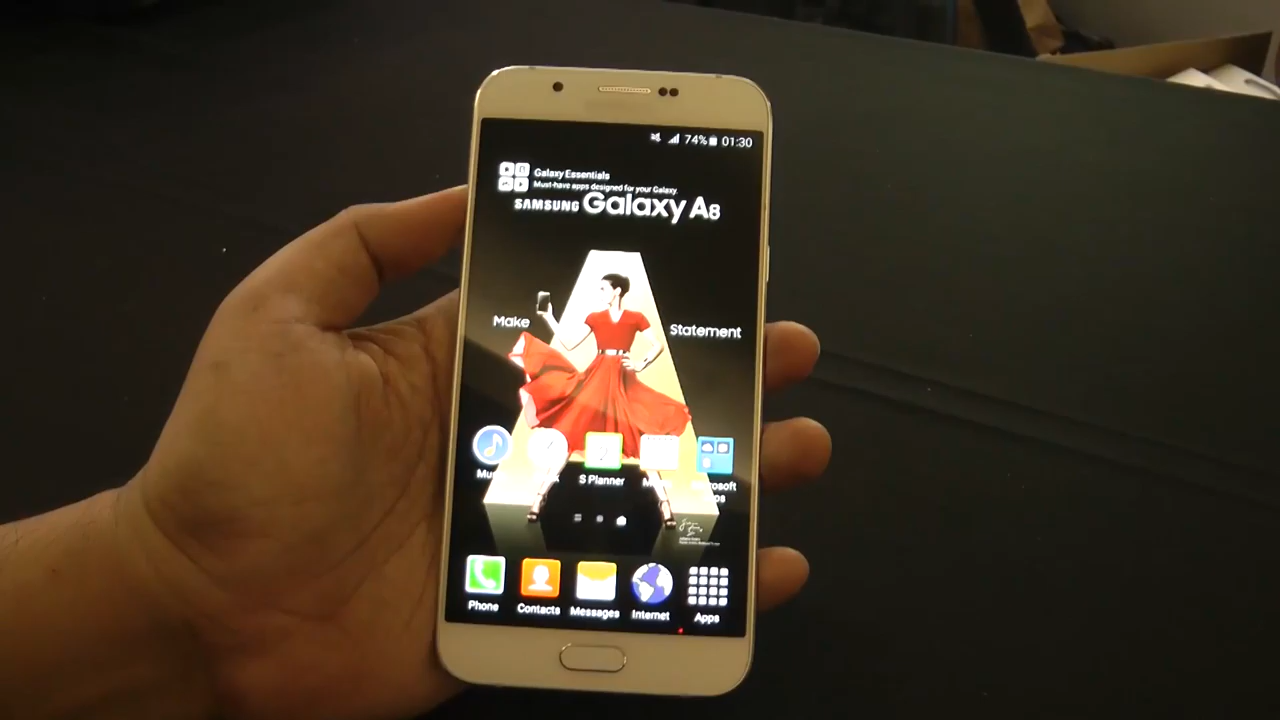 74% 01:30
Galaxy Essentials
Must-have apps designed for your Galaxy.
SAMSUNG Galaxy A8
Make Statement
S Planner
Phone Contacts Messages Internet Apps